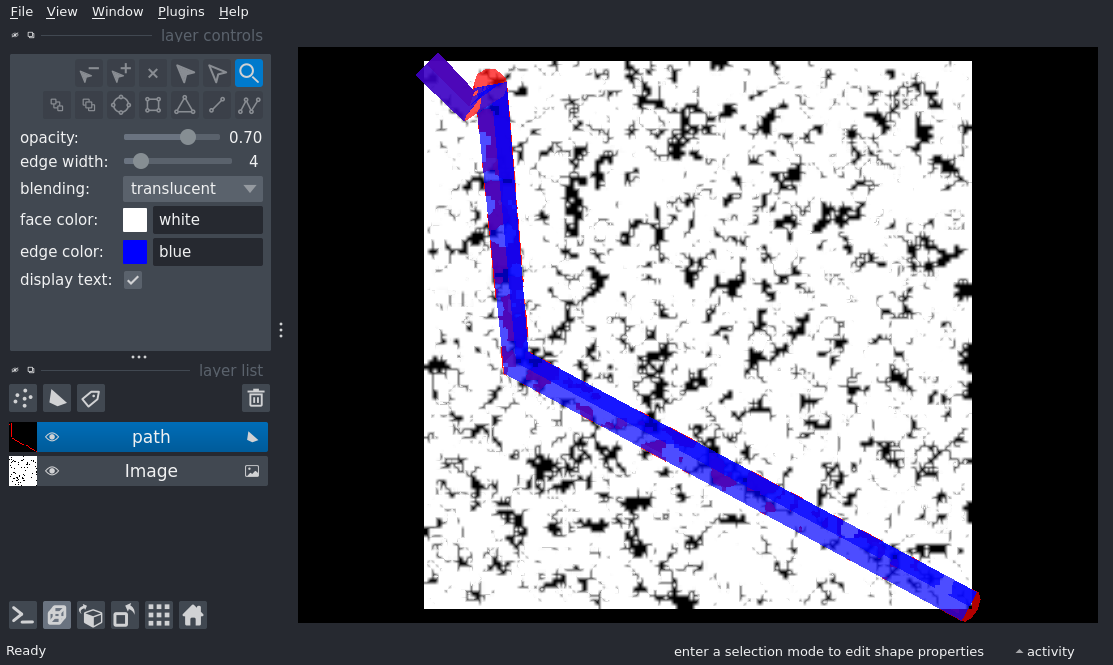 File View Window Plugins Help
layer controls
opacity: 0.70
edge width: 4
blending: translucent
face color: white
edge color: blue
display text:
layer list
path
Image
Ready
enter a selection mode to edit shape properties
activity